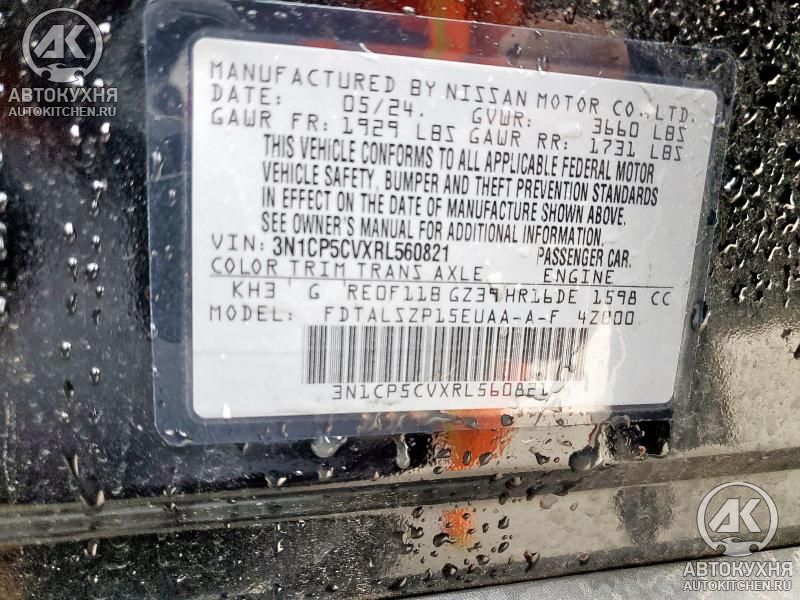 АК
АВТОКУХНЯ
AUTOKITCHEN.RU
MANUFACTURED BY NISSAN MOTOR CO., LTD.
DATE: 05/24. GVWR: 3660 LBS
GAWR FR: 1929 LBS GAWR RR: 1731 LBS
THIS VEHICLE CONFORMS TO ALL APPLICABLE FEDERAL MOTOR
VEHICLE SAFETY, BUMPER AND THEFT PREVENTION STANDARDS
IN EFFECT ON THE DATE OF MANUFACTURE SHOWN ABOVE.
SEE OWNER'S MANUAL FOR ADDITIONAL INFORMATION.
VIN: 3N1CP5CVXRL560821 PASSENGER CAR.
COLOR TRIM TRANS AXLE ENGINE
KH3 G RE0F11B GZ39 HR16DE 1598 CC
MODEL: FDTALSZP15EUAA-A-F 4Z000
3N1CP5CVXRL560821
АК
АВТОКУХНЯ
AUTOKITCHEN.RU